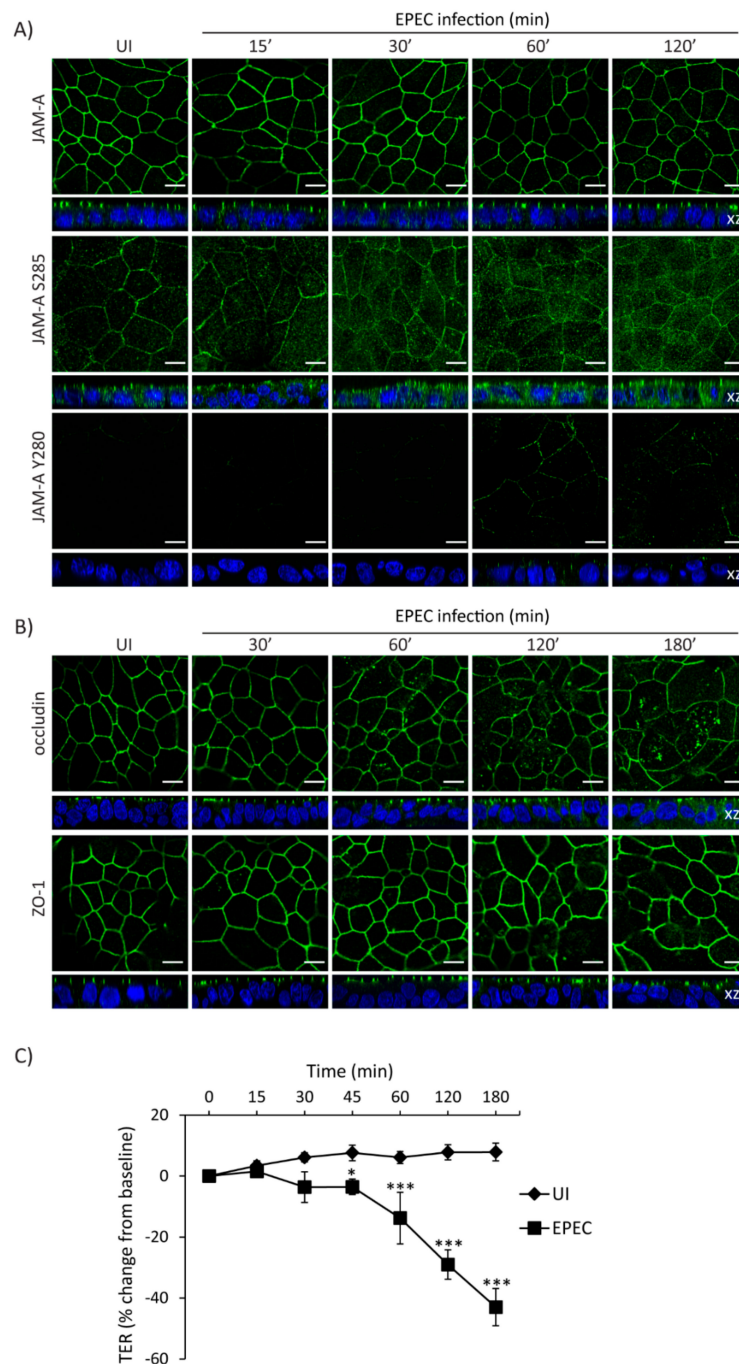 A)
EPEC infection (min)
UI 15’ 30’ 60’ 120’
JAM-A
xz
JAM-A S285
xz
JAM-A Y280
xz
B)
EPEC infection (min)
UI 30’ 60’ 120’ 180’
occludin
xz
ZO-1
xz
C)
Time (min)
0 15 30 45 60 120 180
TER (% change from baseline)
20
0
-20
-40
-60
*
***
***
***
UI
EPEC